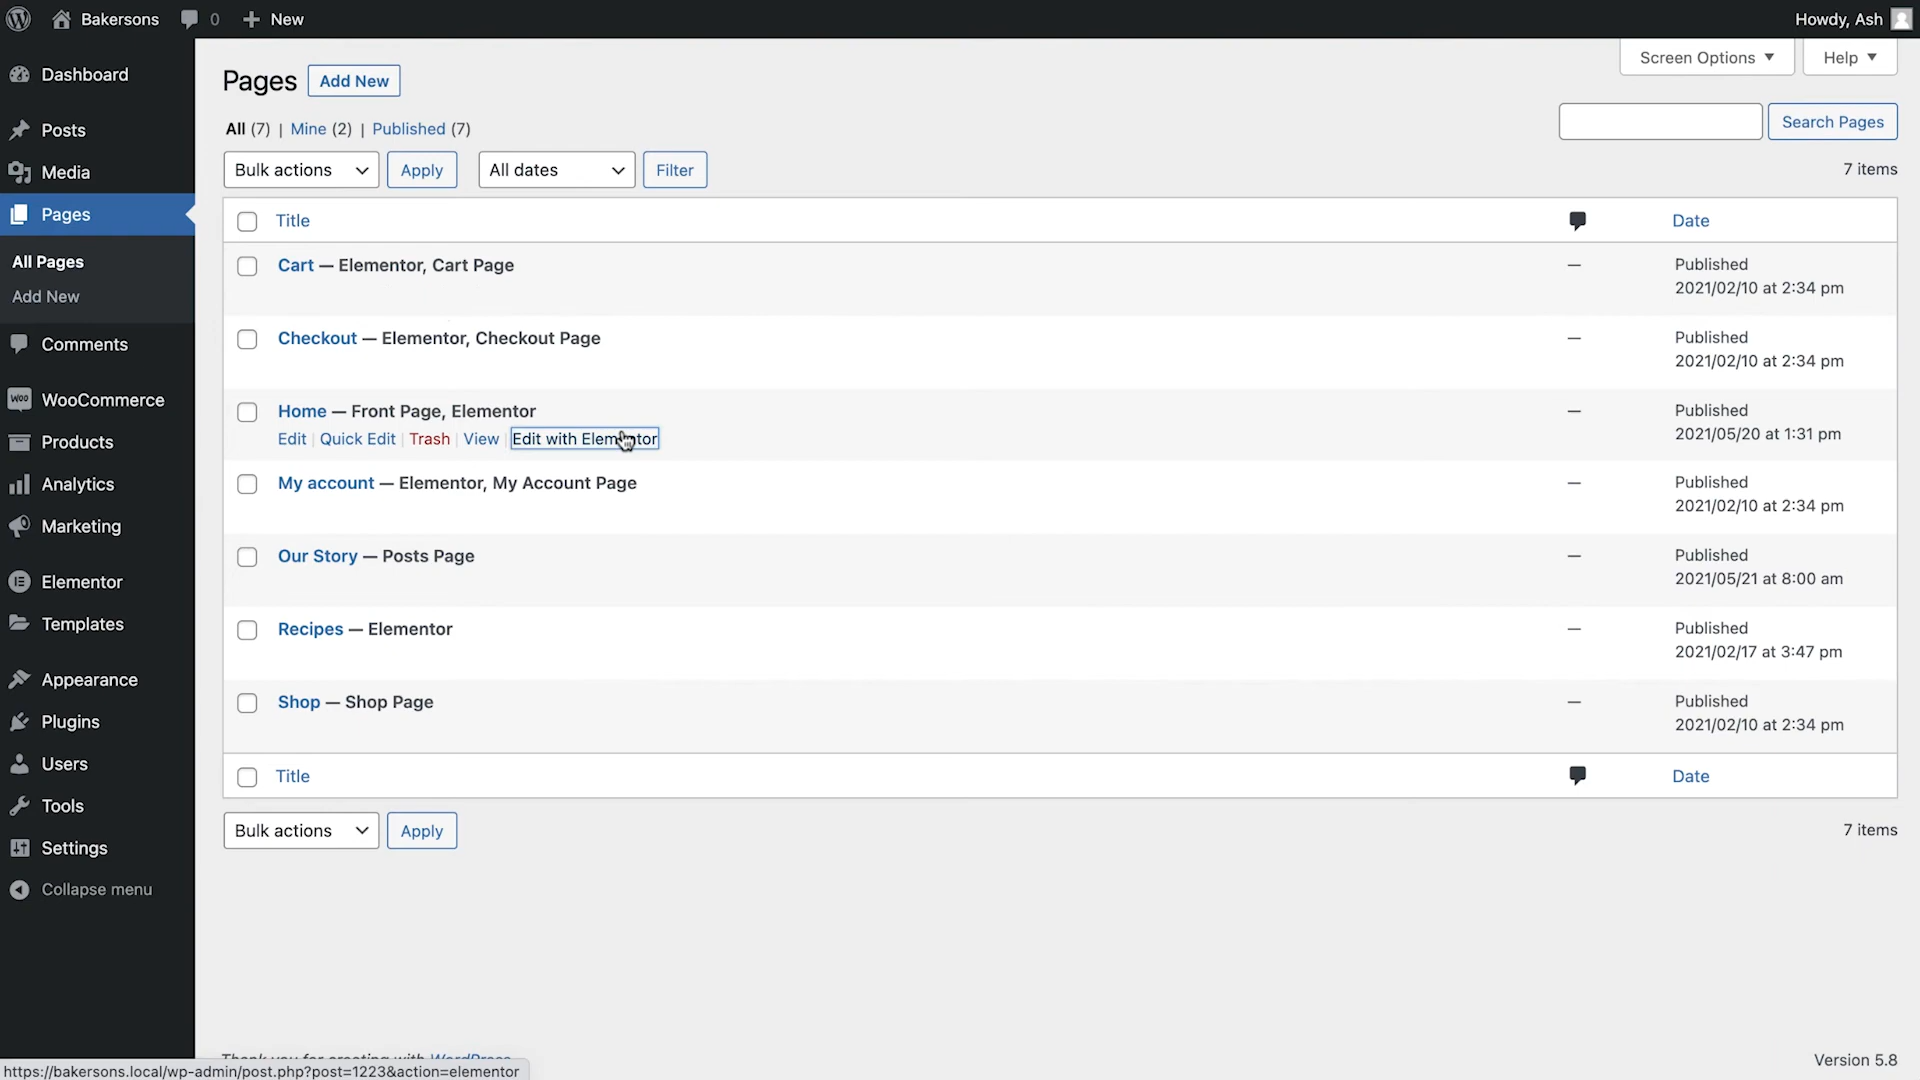 Bakersons 0 New Howdy, Ash
Screen Options Help
Dashboard
Posts
Media
Pages
All Pages
Add New
Comments
WOO WooCommerce
Products
Analytics
Marketing
Elementor
Templates
Appearance
Plugins
Users
Tools
Settings
Collapse menu
Pages Add New
All (7) | Mine (2) | Published (7)
Search Pages
Bulk actions Apply All dates Filter 7 items
Title Date
Cart — Elementor, Cart Page — Published
2021/02/10 at 2:34 pm
Checkout — Elementor, Checkout Page — Published
2021/02/10 at 2:34 pm
Home — Front Page, Elementor — Published
Edit | Quick Edit | Trash | View | Edit with Elementor 2021/05/20 at 1:31 pm
My account — Elementor, My Account Page — Published
2021/02/10 at 2:34 pm
Our Story — Posts Page — Published
2021/05/21 at 8:00 am
Recipes — Elementor — Published
2021/02/17 at 3:47 pm
Shop — Shop Page — Published
2021/02/10 at 2:34 pm
Title Date
Bulk actions Apply 7 items
Thank you for creating with WordPress. Version 5.8
https://bakersons.local/wp-admin/post.php?post=1223&action=elementor